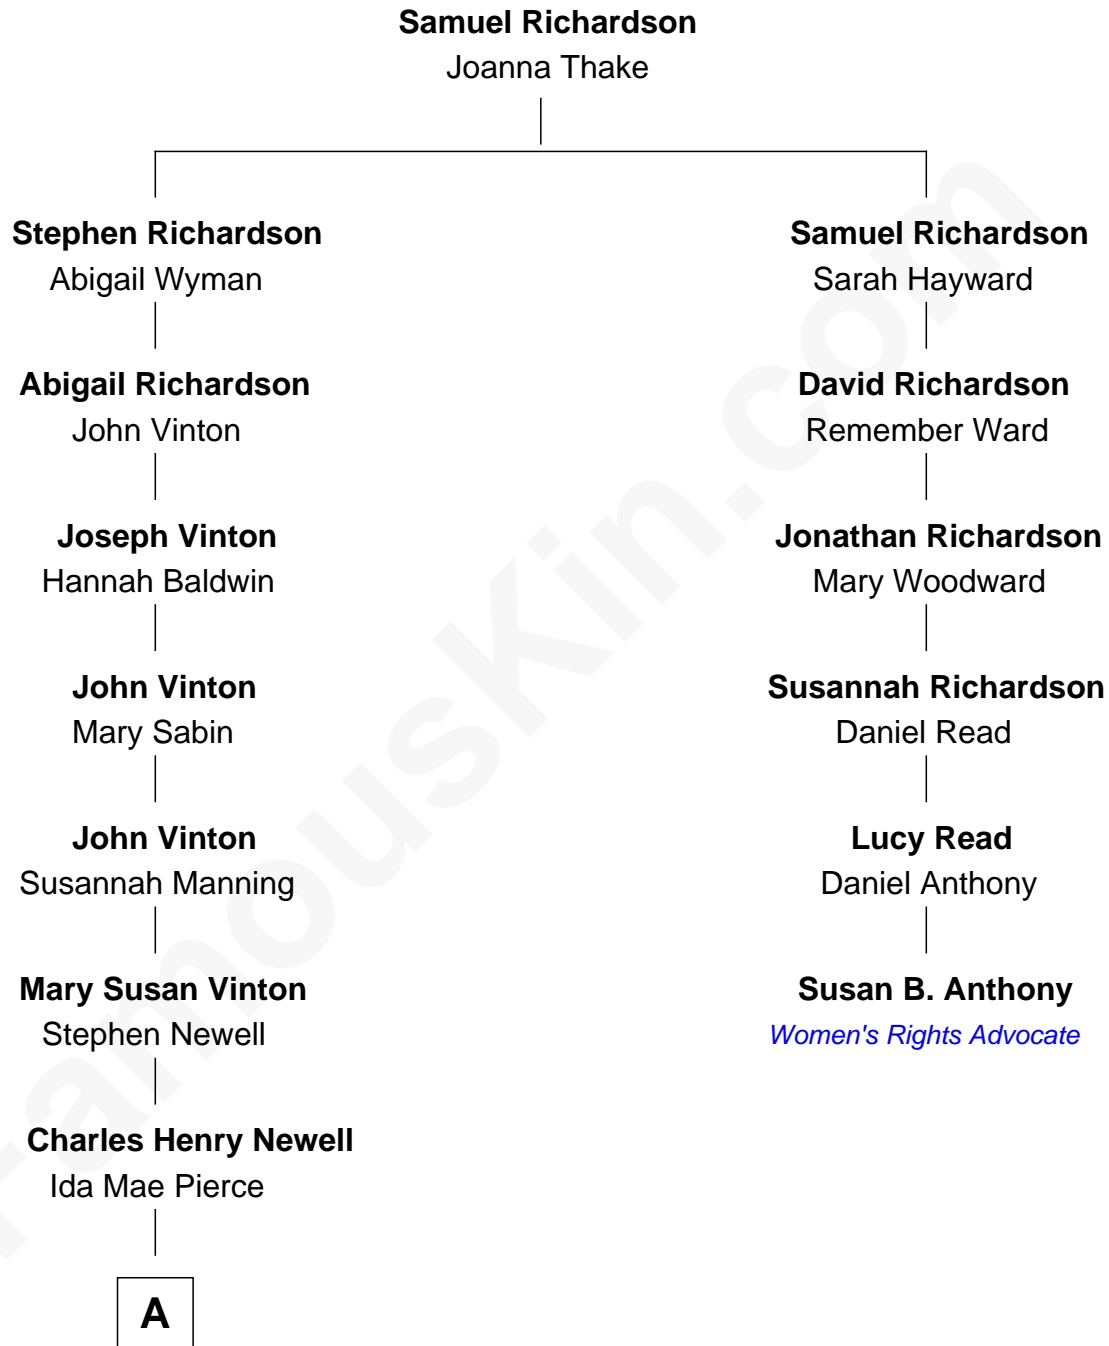 Samuel Richardson
Joanna Thake
Stephen Richardson
Abigail Wyman
Abigail Richardson
John Vinton
Joseph Vinton
Hannah Baldwin
John Vinton
Mary Sabin
John Vinton
Susannah Manning
Mary Susan Vinton
Stephen Newell
Charles Henry Newell
Ida Mae Pierce
A
Samuel Richardson
Sarah Hayward
David Richardson
Remember Ward
Jonathan Richardson
Mary Woodward
Susannah Richardson
Daniel Read
Lucy Read
Daniel Anthony
Susan B. Anthony
Women's Rights Advocate
FamousKin.com